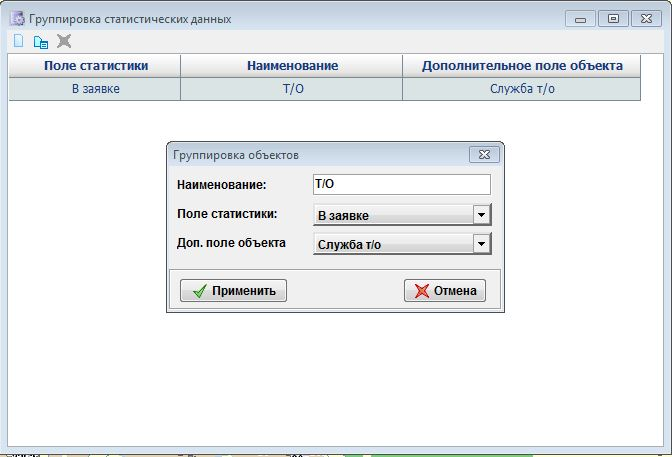 Группировка статистических данных
Поле статистики Наименование Дополнительное поле объекта
В заявке Т/О Служба т/о
Группировка объектов
Наименование: Т/О
Поле статистики: В заявке
Доп. поле объекта Служба т/о
Применить Отмена